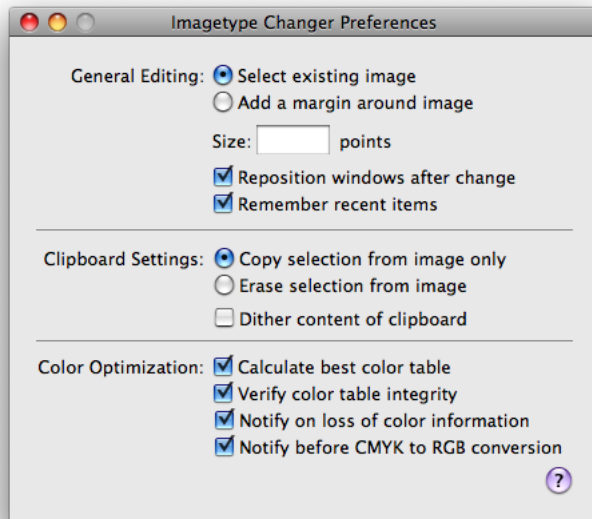 Imagetype Changer Preferences
General Editing: Select existing image
Add a margin around image
Size: points
Reposition windows after change
Remember recent items
Clipboard Settings: Copy selection from image only
Erase selection from image
Dither content of clipboard
Color Optimization: Calculate best color table
Verify color table integrity
Notify on loss of color information
Notify before CMYK to RGB conversion
?